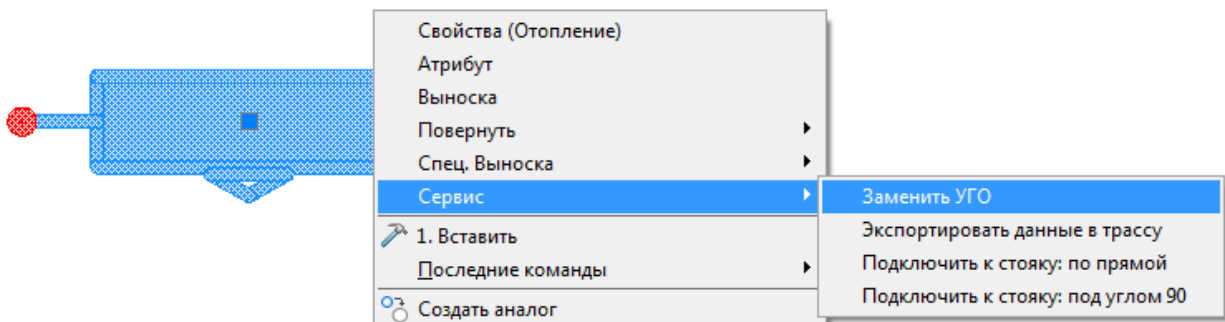 Свойства (Отопление)
Атрибут
Выноска
Повернуть
Спец. Выноска
Сервис
1. Вставить
Последние команды
Создать аналог
Заменить УГО
Экспортировать данные в трассу
Подключить к стояку: по прямой
Подключить к стояку: под углом 90